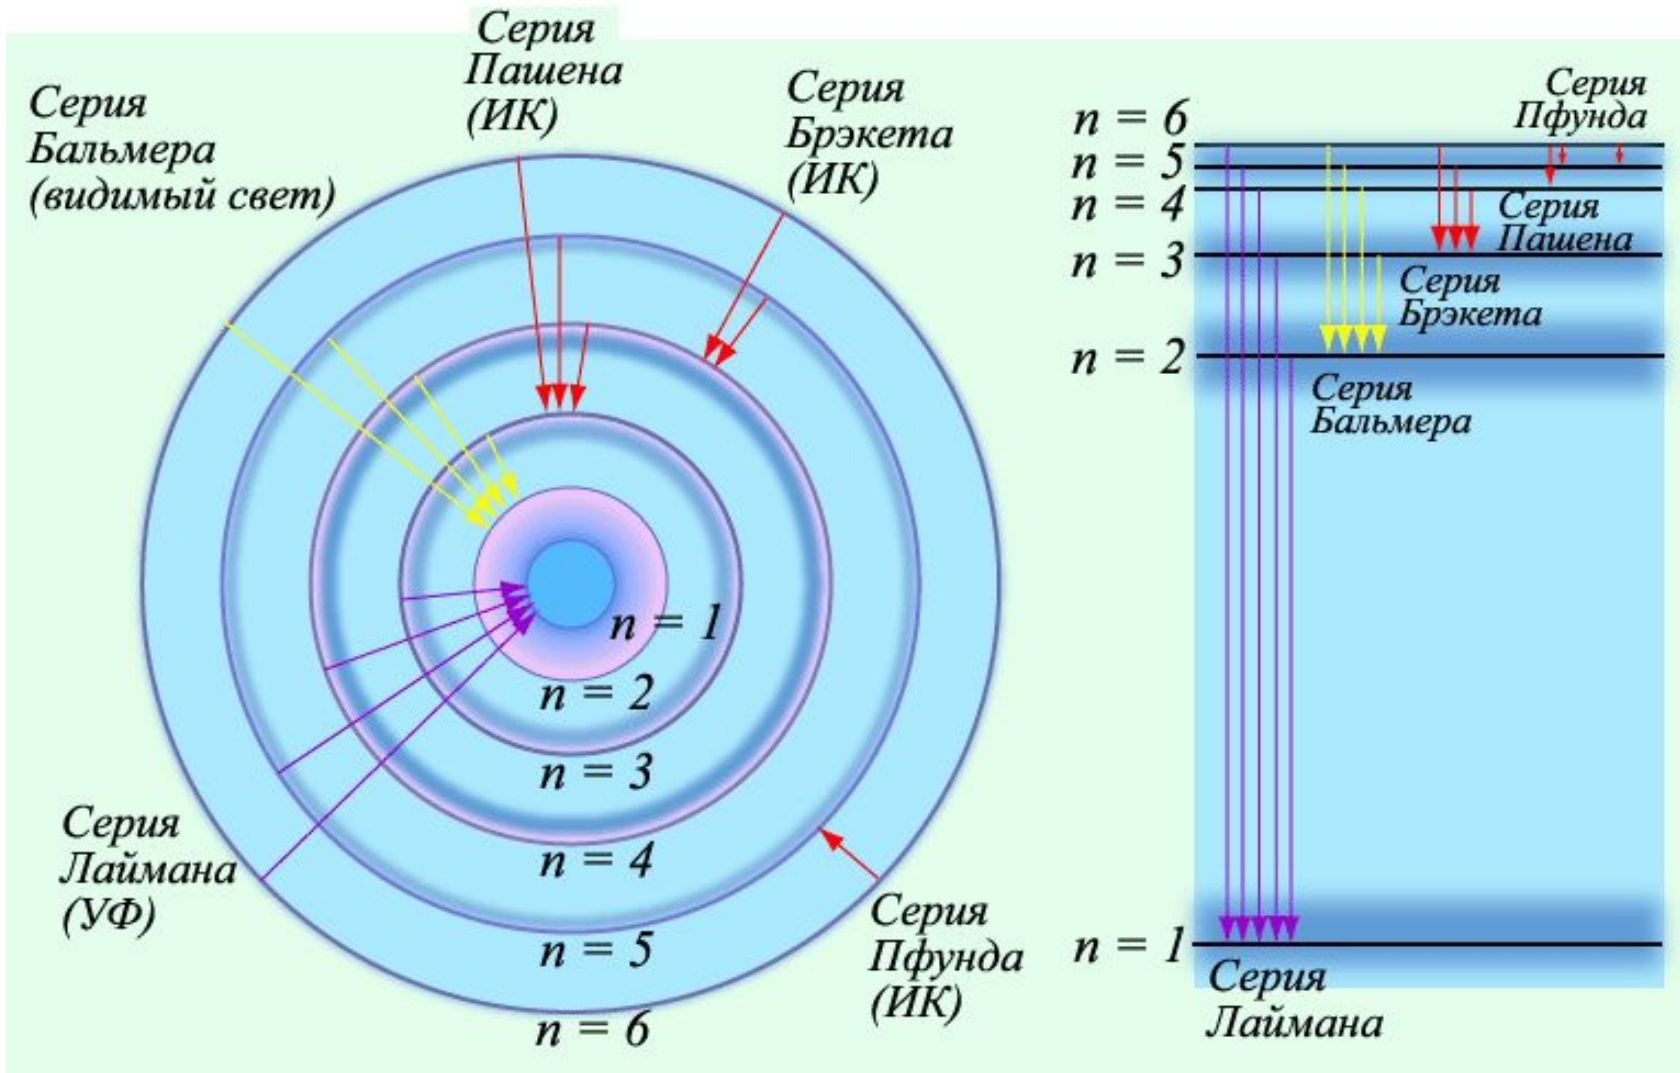 Серия
Пашена
(ИК)
Серия
Бальмера
(видимый свет)
Серия
Брэкета
(ИК)
n = 1
n = 2
n = 3
n = 4
n = 5
n = 6
Серия
Лаймана
(УФ)
Серия
Пфунда
(ИК)
Серия
Пфунда
n = 6
n = 5
n = 4
Серия
Пашена
n = 3
Серия
Брэкета
n = 2
Серия
Бальмера
n = 1
Серия
Лаймана